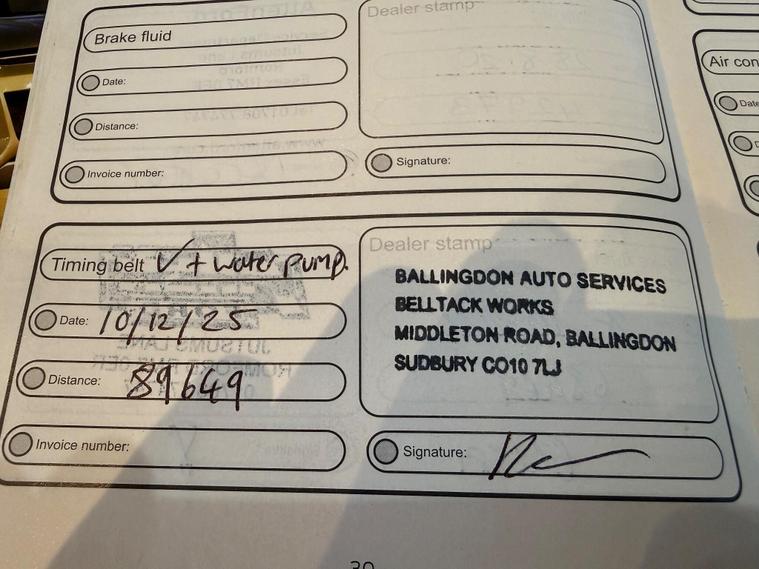 Brake fluid
Date:
Distance:
Invoice number:
Dealer stamp
Signature:
Air con
Date
Timing belt ✓ + water pump.
Date: 10/12/25
Distance: 89649
Invoice number:
Dealer stamp
BALLINGDON AUTO SERVICES
BELLTACK WORKS
MIDDLETON ROAD, BALLINGDON
SUDBURY CO10 7LJ
Signature:
30